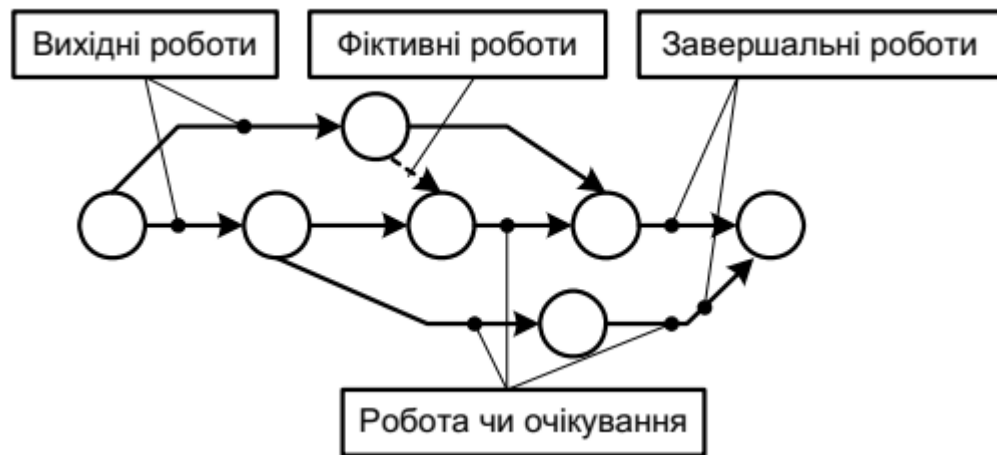 Вихідні роботи
Фіктивні роботи
Завершальні роботи
Робота чи очікування